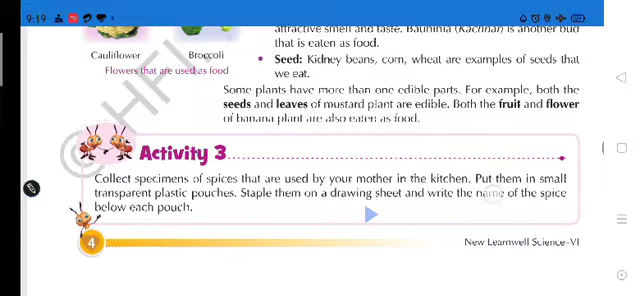 9:19
attractive smell and taste. Bauhinia (Kachnar) is another bud
that is eaten as food.
Cauliflower Broccoli
Flowers that are used as food
• Seed: Kidney beans, corn, wheat are examples of seeds that
we eat.
Some plants have more than one edible parts. For example, both the
seeds and leaves of mustard plant are edible. Both the fruit and flower
of banana plant are also eaten as food.
Activity 3
Collect specimens of spices that are used by your mother in the kitchen. Put them in small
transparent plastic pouches. Staple them on a drawing sheet and write the name of the spice
below each pouch.
4
New Learnwell Science–VI
© HFI